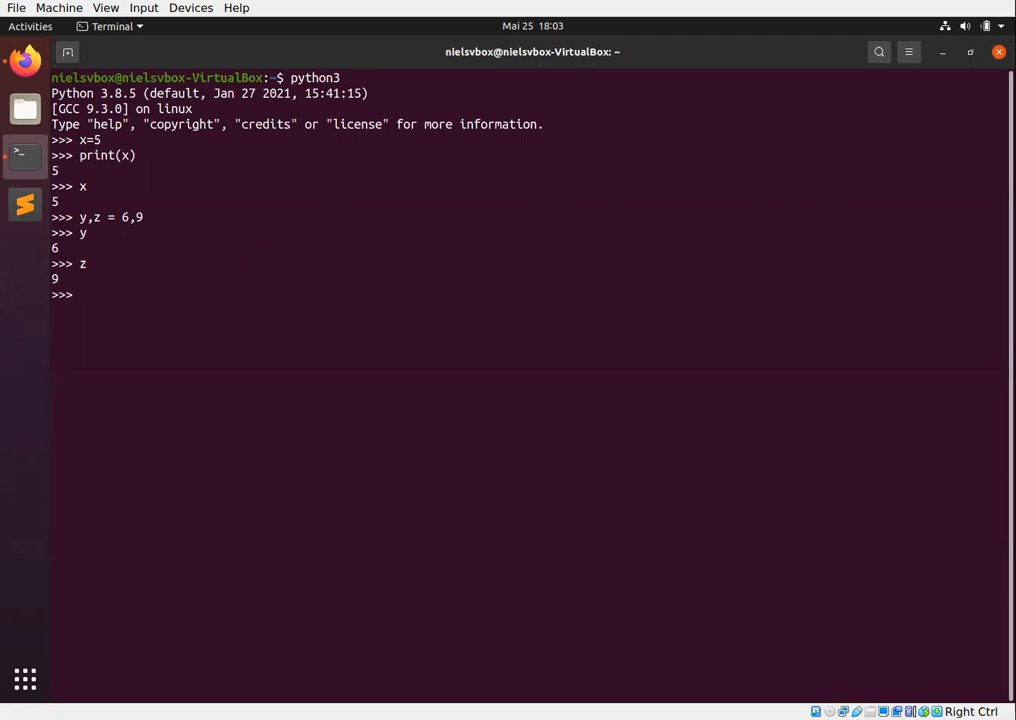 File Machine View Input Devices Help
Activities Terminal Mai 25 18:03
nielsvbox@nielsvbox-VirtualBox: ~
nielsvbox@nielsvbox-VirtualBox:~$ python3
Python 3.8.5 (default, Jan 27 2021, 15:41:15)
[GCC 9.3.0] on linux
Type "help", "copyright", "credits" or "license" for more information.
>>> x=5
>>> print(x)
5
>>> x
5
>>> y,z = 6,9
>>> y
6
>>> z
9
>>>
Right Ctrl